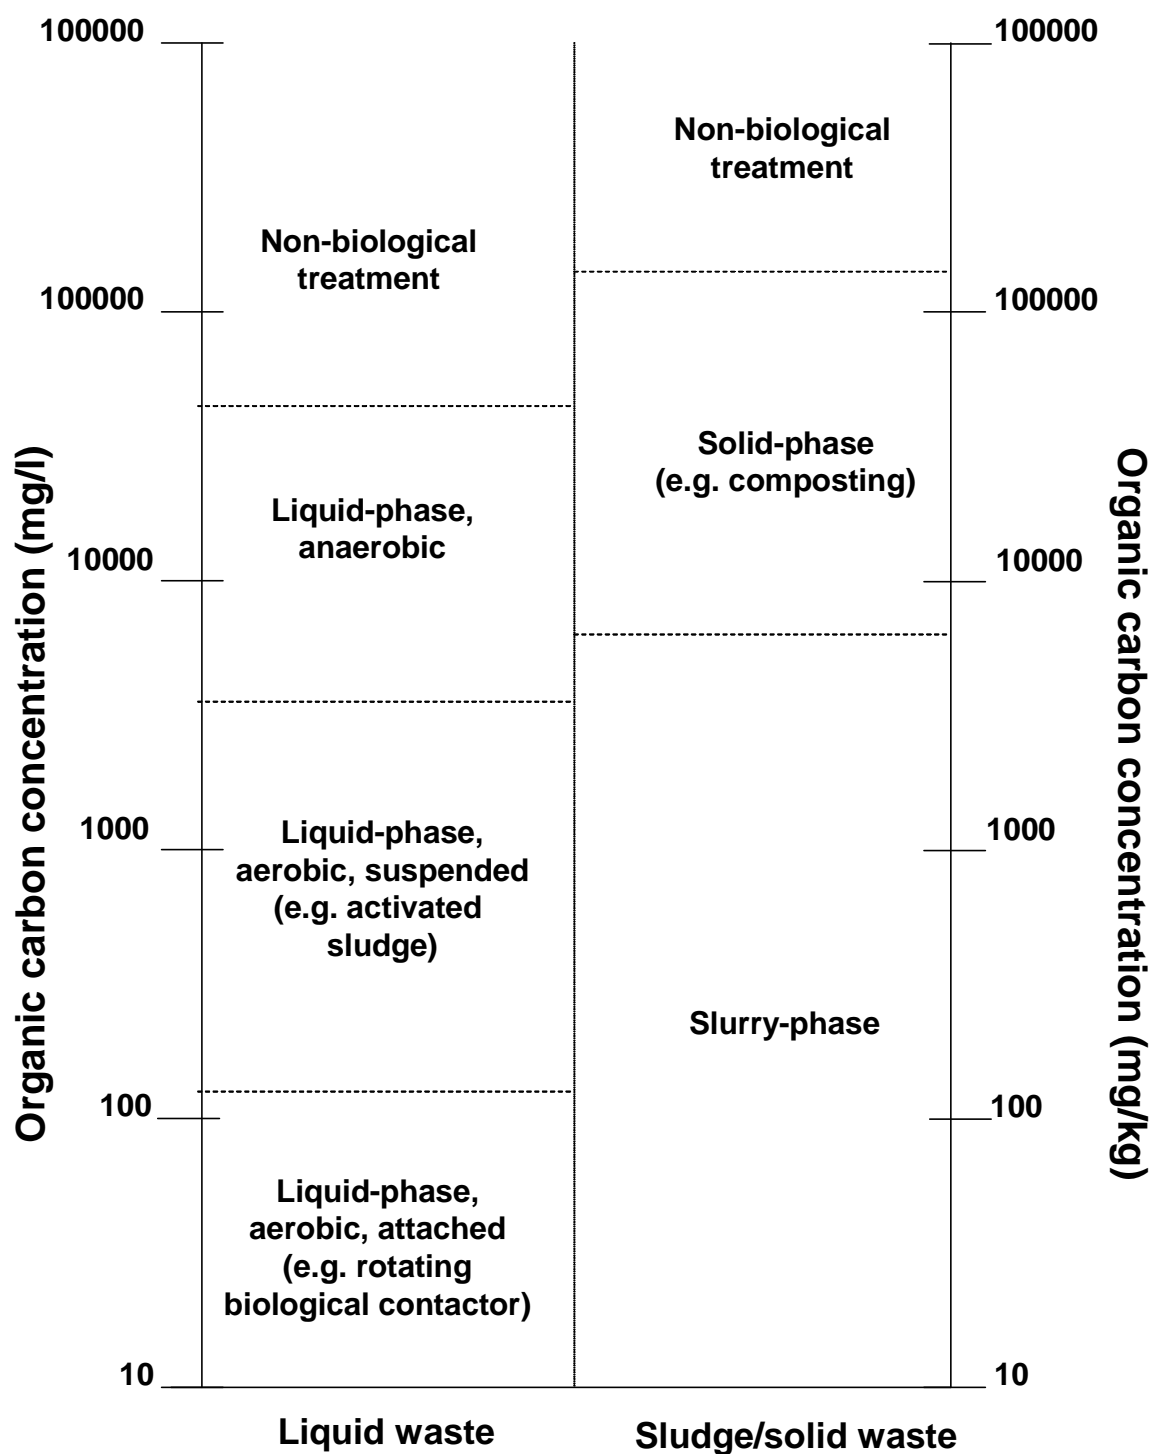 100000
100000
Non-biological
treatment
Non-biological
treatment
100000
100000
Organic carbon concentration (mg/l)
Organic carbon concentration (mg/kg)
Solid-phase
(e.g. composting)
Liquid-phase,
anaerobic
10000
10000
1000
1000
Liquid-phase,
aerobic, suspended
(e.g. activated
sludge)
Slurry-phase
100
100
Liquid-phase,
aerobic, attached
(e.g. rotating
biological contactor)
10
10
Liquid waste
Sludge/solid waste